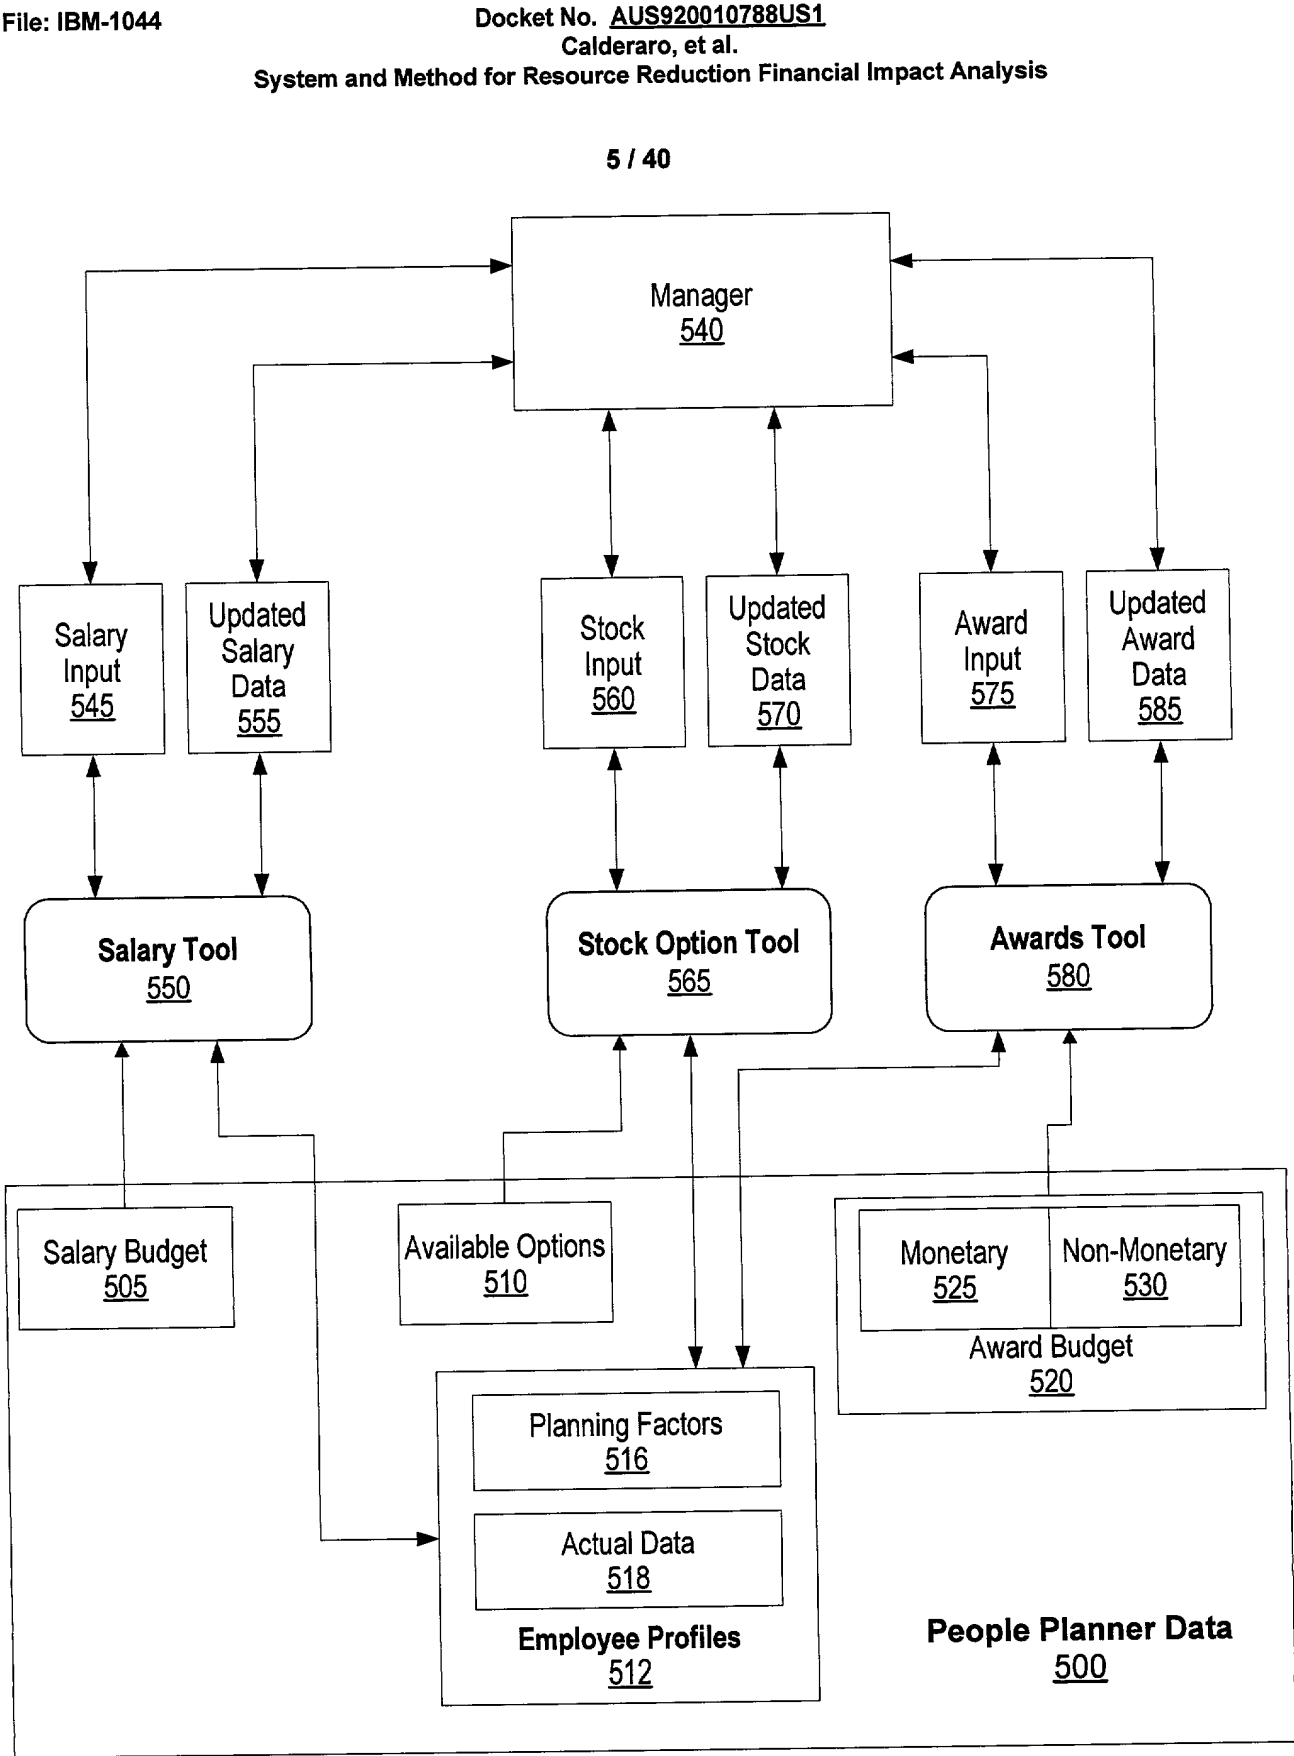 File: IBM-1044
Docket No. AUS920010788US1
Calderaro, et al.
System and Method for Resource Reduction Financial Impact Analysis
5 / 40
Manager
540
Salary
Input
545
Updated
Salary
Data
555
Stock
Input
560
Updated
Stock
Data
570
Award
Input
575
Updated
Award
Data
585
Salary Tool
550
Stock Option Tool
565
Awards Tool
580
Salary Budget
505
Available Options
510
Monetary
525
Non-Monetary
530
Award Budget
520
Planning Factors
516
Actual Data
518
Employee Profiles
512
People Planner Data
500